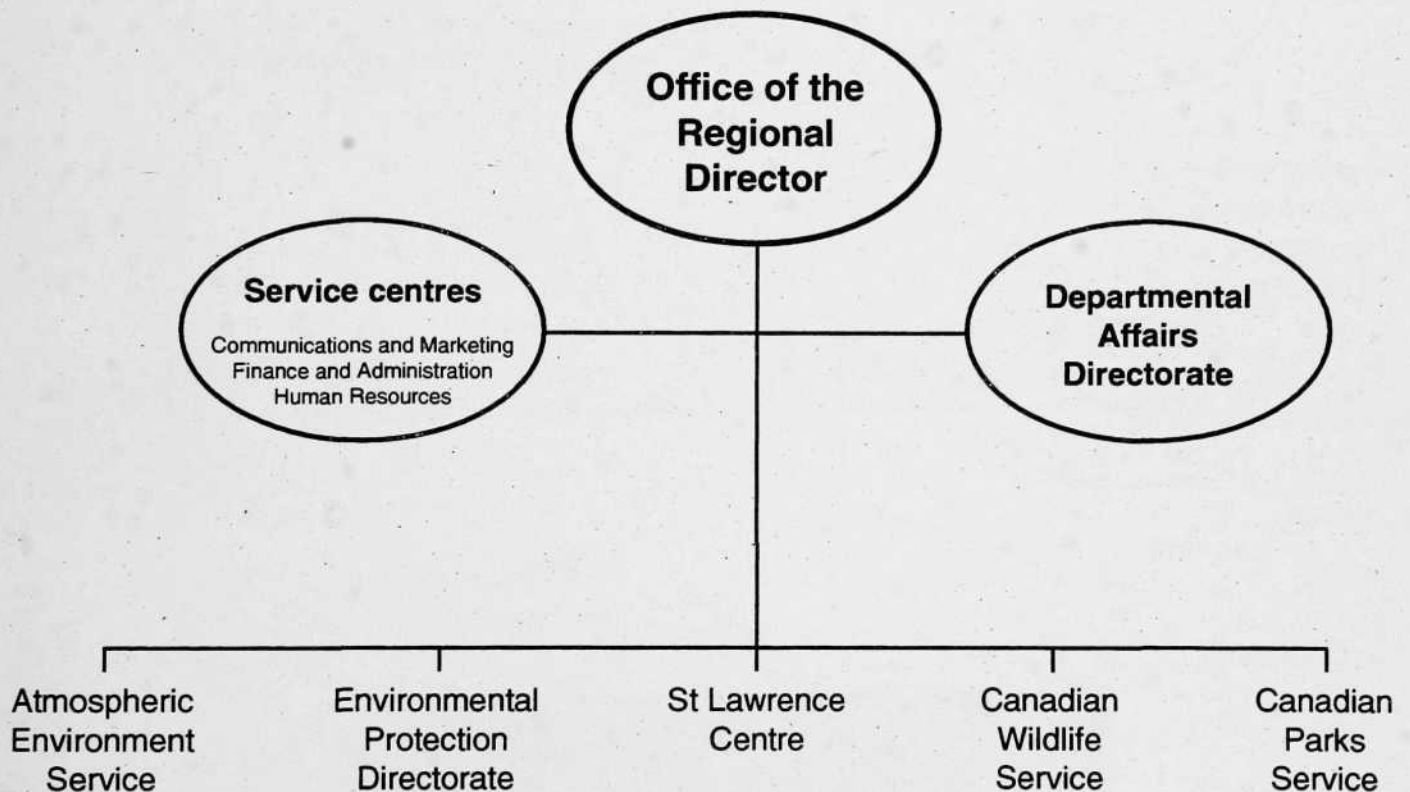 Office of the
Regional
Director
Service centres
Communications and Marketing
Finance and Administration
Human Resources
Departmental
Affairs
Directorate
Atmospheric
Environment
Service
Environmental
Protection
Directorate
St Lawrence
Centre
Canadian
Wildlife
Service
Canadian
Parks
Service